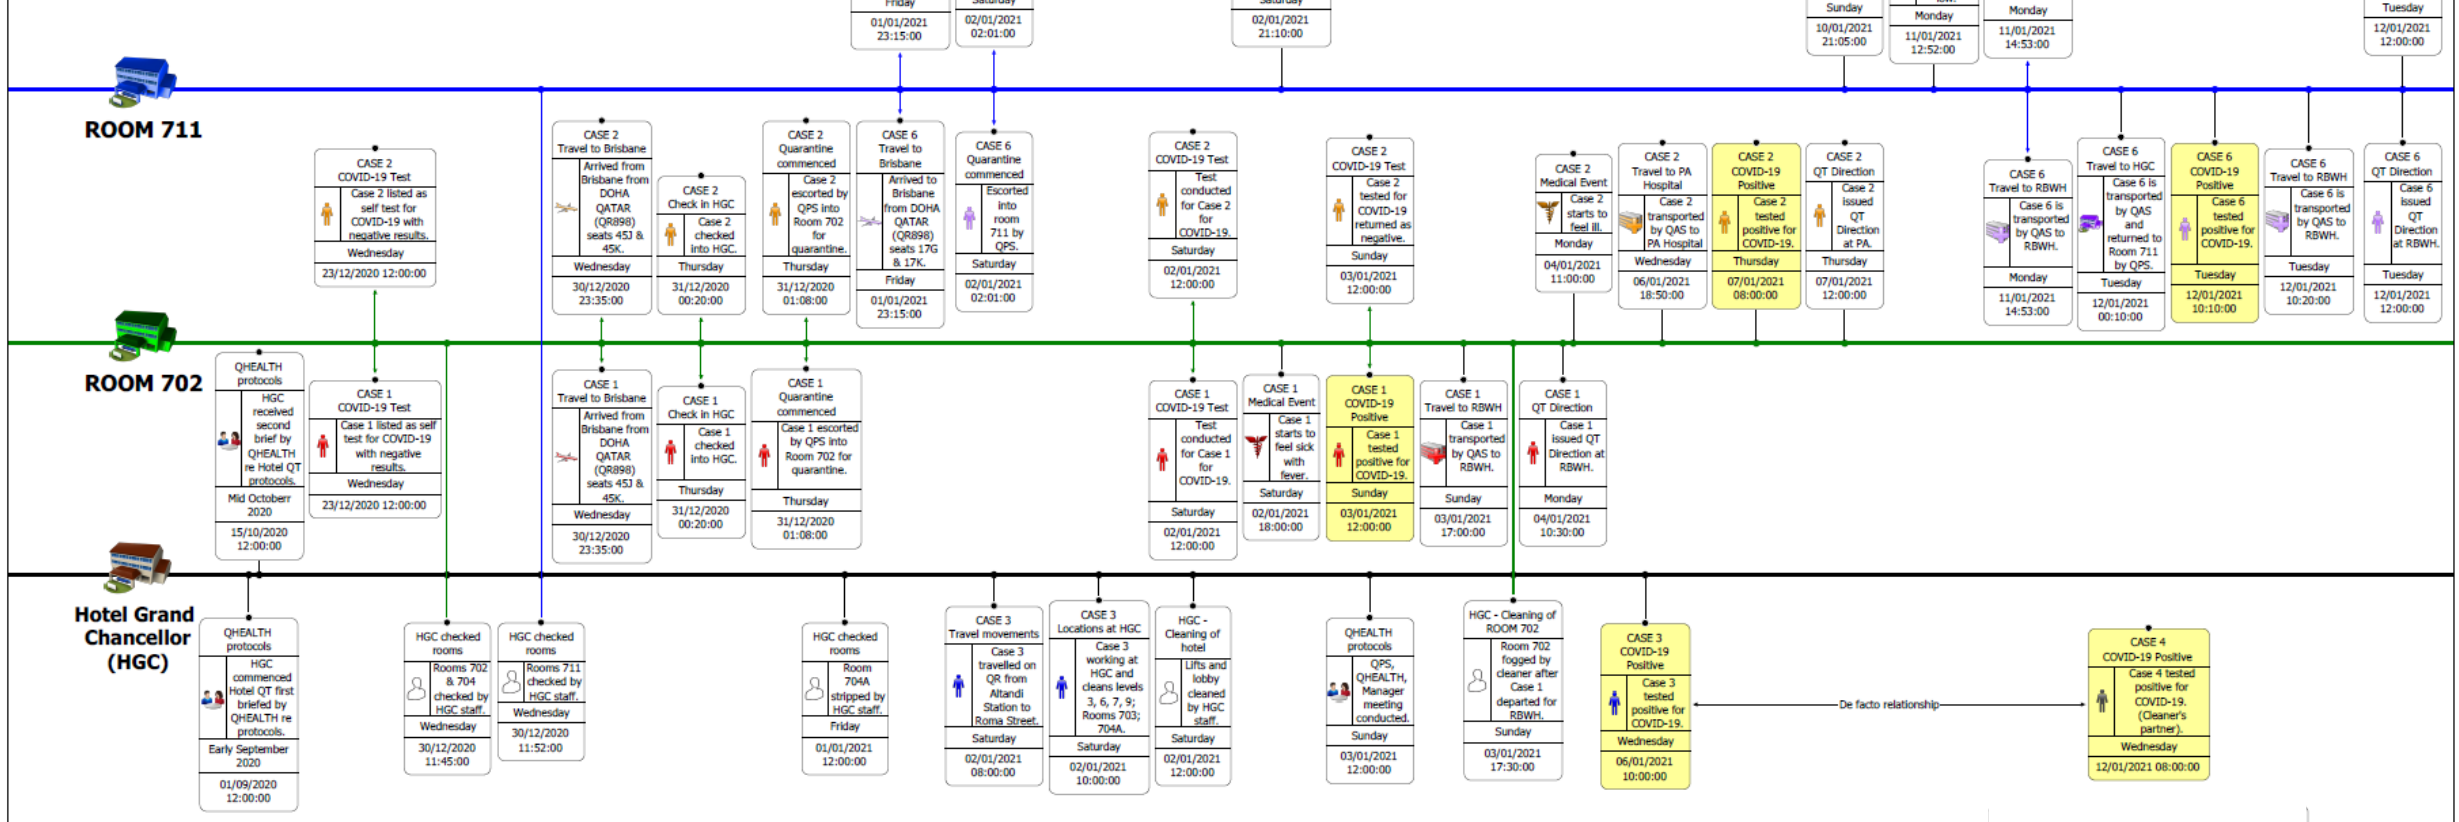 Friday
01/01/2021
23:15:00
Saturday
02/01/2021
02:01:00
Saturday
02/01/2021
21:10:00
Sunday
10/01/2021
21:05:00
Monday
11/01/2021
12:52:00
Monday
11/01/2021
14:53:00
Tuesday
12/01/2021
12:00:00
ROOM 711
CASE 2
COVID-19 Test
Case 2 listed as
self test for
COVID-19 with
negative results.
Wednesday
23/12/2020 12:00:00
CASE 2
Travel to Brisbane
Arrived from
Brisbane from
DOHA
QATAR
(QR898)
seats 45J &
45K.
Wednesday
30/12/2020
23:35:00
CASE 2
Check in HGC
Case 2
checked
into HGC.
Thursday
31/12/2020
00:20:00
CASE 2
Quarantine
commenced
Case 2
escorted by
QPS into
Room 702
for
quarantine.
Thursday
31/12/2020
01:08:00
CASE 6
Travel to
Brisbane
Arrived to
Brisbane
from DOHA
QATAR
(QR898)
seats 17G
& 17K.
Friday
01/01/2021
23:15:00
CASE 6
Quarantine
commenced
Escorted
into
room
711 by
QPS.
Saturday
02/01/2021
02:01:00
CASE 2
COVID-19 Test
Test
conducted
for Case 2
for
COVID-19.
Saturday
02/01/2021
12:00:00
CASE 2
COVID-19 Test
Case 2
tested for
COVID-19
returned as
negative.
Sunday
03/01/2021
12:00:00
CASE 2
Medical Event
Case 2
starts to
feel ill.
Monday
04/01/2021
11:00:00
CASE 2
Travel to PA
Hospital
Case 2
transported
by QAS to
PA Hospital
Wednesday
06/01/2021
18:50:00
CASE 2
COVID-19
Positive
Case 2
tested
positive for
COVID-19.
Thursday
07/01/2021
08:00:00
CASE 2
QT Direction
Case 2
issued
QT
Direction
at PA.
Thursday
07/01/2021
12:00:00
CASE 6
Travel to RBWH
Case 6 is
transported
by QAS to
RBWH.
Monday
11/01/2021
14:53:00
CASE 6
Travel to HGC
Case 6 is
transported
by QAS
and
returned to
Room 711
by QPS.
Tuesday
12/01/2021
00:10:00
CASE 6
COVID-19
Positive
Case 6
tested
positive for
COVID-19.
Tuesday
12/01/2021
10:10:00
CASE 6
Travel to RBWH
Case 6 is
transported
by QAS to
RBWH.
Tuesday
12/01/2021
10:20:00
CASE 6
QT Direction
Case 6
issued
QT
Direction
at RBWH.
Tuesday
12/01/2021
12:00:00
ROOM 702
QHEALTH
protocols
HGC
received
second
brief by
QHEALTH
re Hotel QT
protocols.
Mid Octoberr
2020
15/10/2020
12:00:00
CASE 1
COVID-19 Test
Case 1 listed as self
test for COVID-19
with negative
results.
Wednesday
23/12/2020 12:00:00
CASE 1
Travel to Brisbane
Arrived from
Brisbane from
DOHA
QATAR
(QR898)
seats 45J &
45K.
Wednesday
30/12/2020
23:35:00
CASE 1
Check in HGC
Case 1
checked
into HGC.
Thursday
31/12/2020
00:20:00
CASE 1
Quarantine
commenced
Case 1 escorted
by QPS into
Room 702 for
quarantine.
Thursday
31/12/2020
01:08:00
CASE 1
COVID-19 Test
Test
conducted
for Case 1
for
COVID-19.
Saturday
02/01/2021
12:00:00
CASE 1
Medical Event
Case 1
starts to
feel sick
with
fever.
Saturday
02/01/2021
18:00:00
CASE 1
COVID-19
Positive
Case 1
tested
positive for
COVID-19.
Sunday
03/01/2021
12:00:00
CASE 1
Travel to RBWH
Case 1
transported
by QAS to
RBWH.
Sunday
03/01/2021
17:00:00
CASE 1
QT Direction
Case 1
issued QT
Direction at
RBWH.
Monday
04/01/2021
10:30:00
Hotel Grand
Chancellor
(HGC)
QHEALTH
protocols
HGC
commenced
Hotel QT first
briefed by
QHEALTH re
protocols.
Early September
2020
01/09/2020
12:00:00
HGC checked
rooms
Rooms 702
& 704
checked by
HGC staff.
Wednesday
30/12/2020
11:45:00
HGC checked
rooms
Rooms 711
checked by
HGC staff.
Wednesday
30/12/2020
11:52:00
HGC checked
rooms
Room
704A
stripped by
HGC staff.
Friday
01/01/2021
12:00:00
CASE 3
Travel movements
Case 3
travelled on
QR from
Altandi
Station to
Roma Street.
Saturday
02/01/2021
08:00:00
CASE 3
Locations at HGC
Case 3
working at
HGC and
cleans levels
3, 6, 7, 9;
Rooms 703;
704A.
Saturday
02/01/2021
10:00:00
HGC -
Cleaning of
hotel
Lifts and
lobby
cleaned
by HGC
staff.
Saturday
02/01/2021
12:00:00
QHEALTH
protocols
QPS,
QHEALTH,
Manager
meeting
conducted.
Sunday
03/01/2021
12:00:00
HGC - Cleaning of
ROOM 702
Room 702
fogged by
cleaner after
Case 1
departed for
RBWH.
Sunday
03/01/2021
17:30:00
CASE 3
COVID-19
Positive
Case 3
tested
positive for
COVID-19.
Wednesday
06/01/2021
10:00:00
De facto relationship
CASE 4
COVID-19 Positive
Case 4 tested
positive for
COVID-19.
(Cleaner's
partner).
Wednesday
12/01/2021 08:00:00